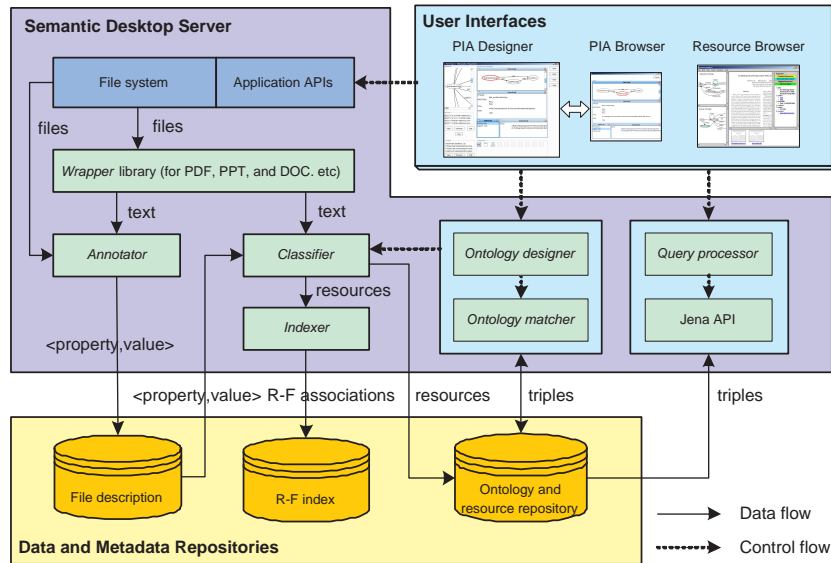 Semantic Desktop Server
User Interfaces
PIA Designer
PIA Browser
Resource Browser
File system
Application APIs
files
files
Wrapper library (for PDF, PPT, and DOC. etc)
text
text
Annotator
Classifier
Ontology designer
Query processor
resources
Indexer
Ontology matcher
Jena API
<property,value>
<property,value>
R-F associations
resources
triples
triples
File description
R-F index
Ontology and
resource repository
Data flow
Control flow
Data and Metadata Repositories